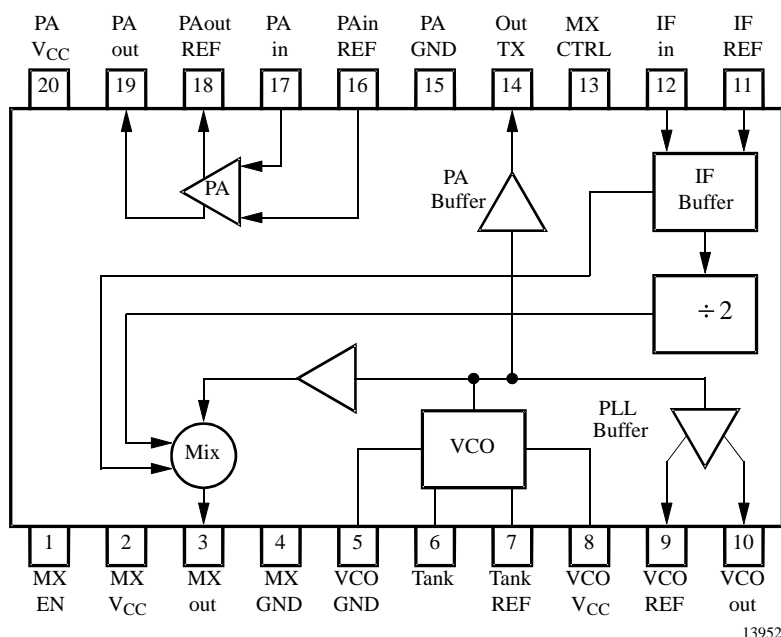 PA PA PAout PA PAin PA Out MX IF IF
VCC out REF in REF GND TX CTRL in REF
20 19 18 17 16 15 14 13 12 11
PA
PA
Buffer
IF
Buffer
÷ 2
PLL
Buffer
Mix
VCO
1 2 3 4 5 6 7 8 9 10
MX MX MX MX VCO Tank Tank VCO VCO VCO
EN VCC out GND GND REF VCC REF out
13952